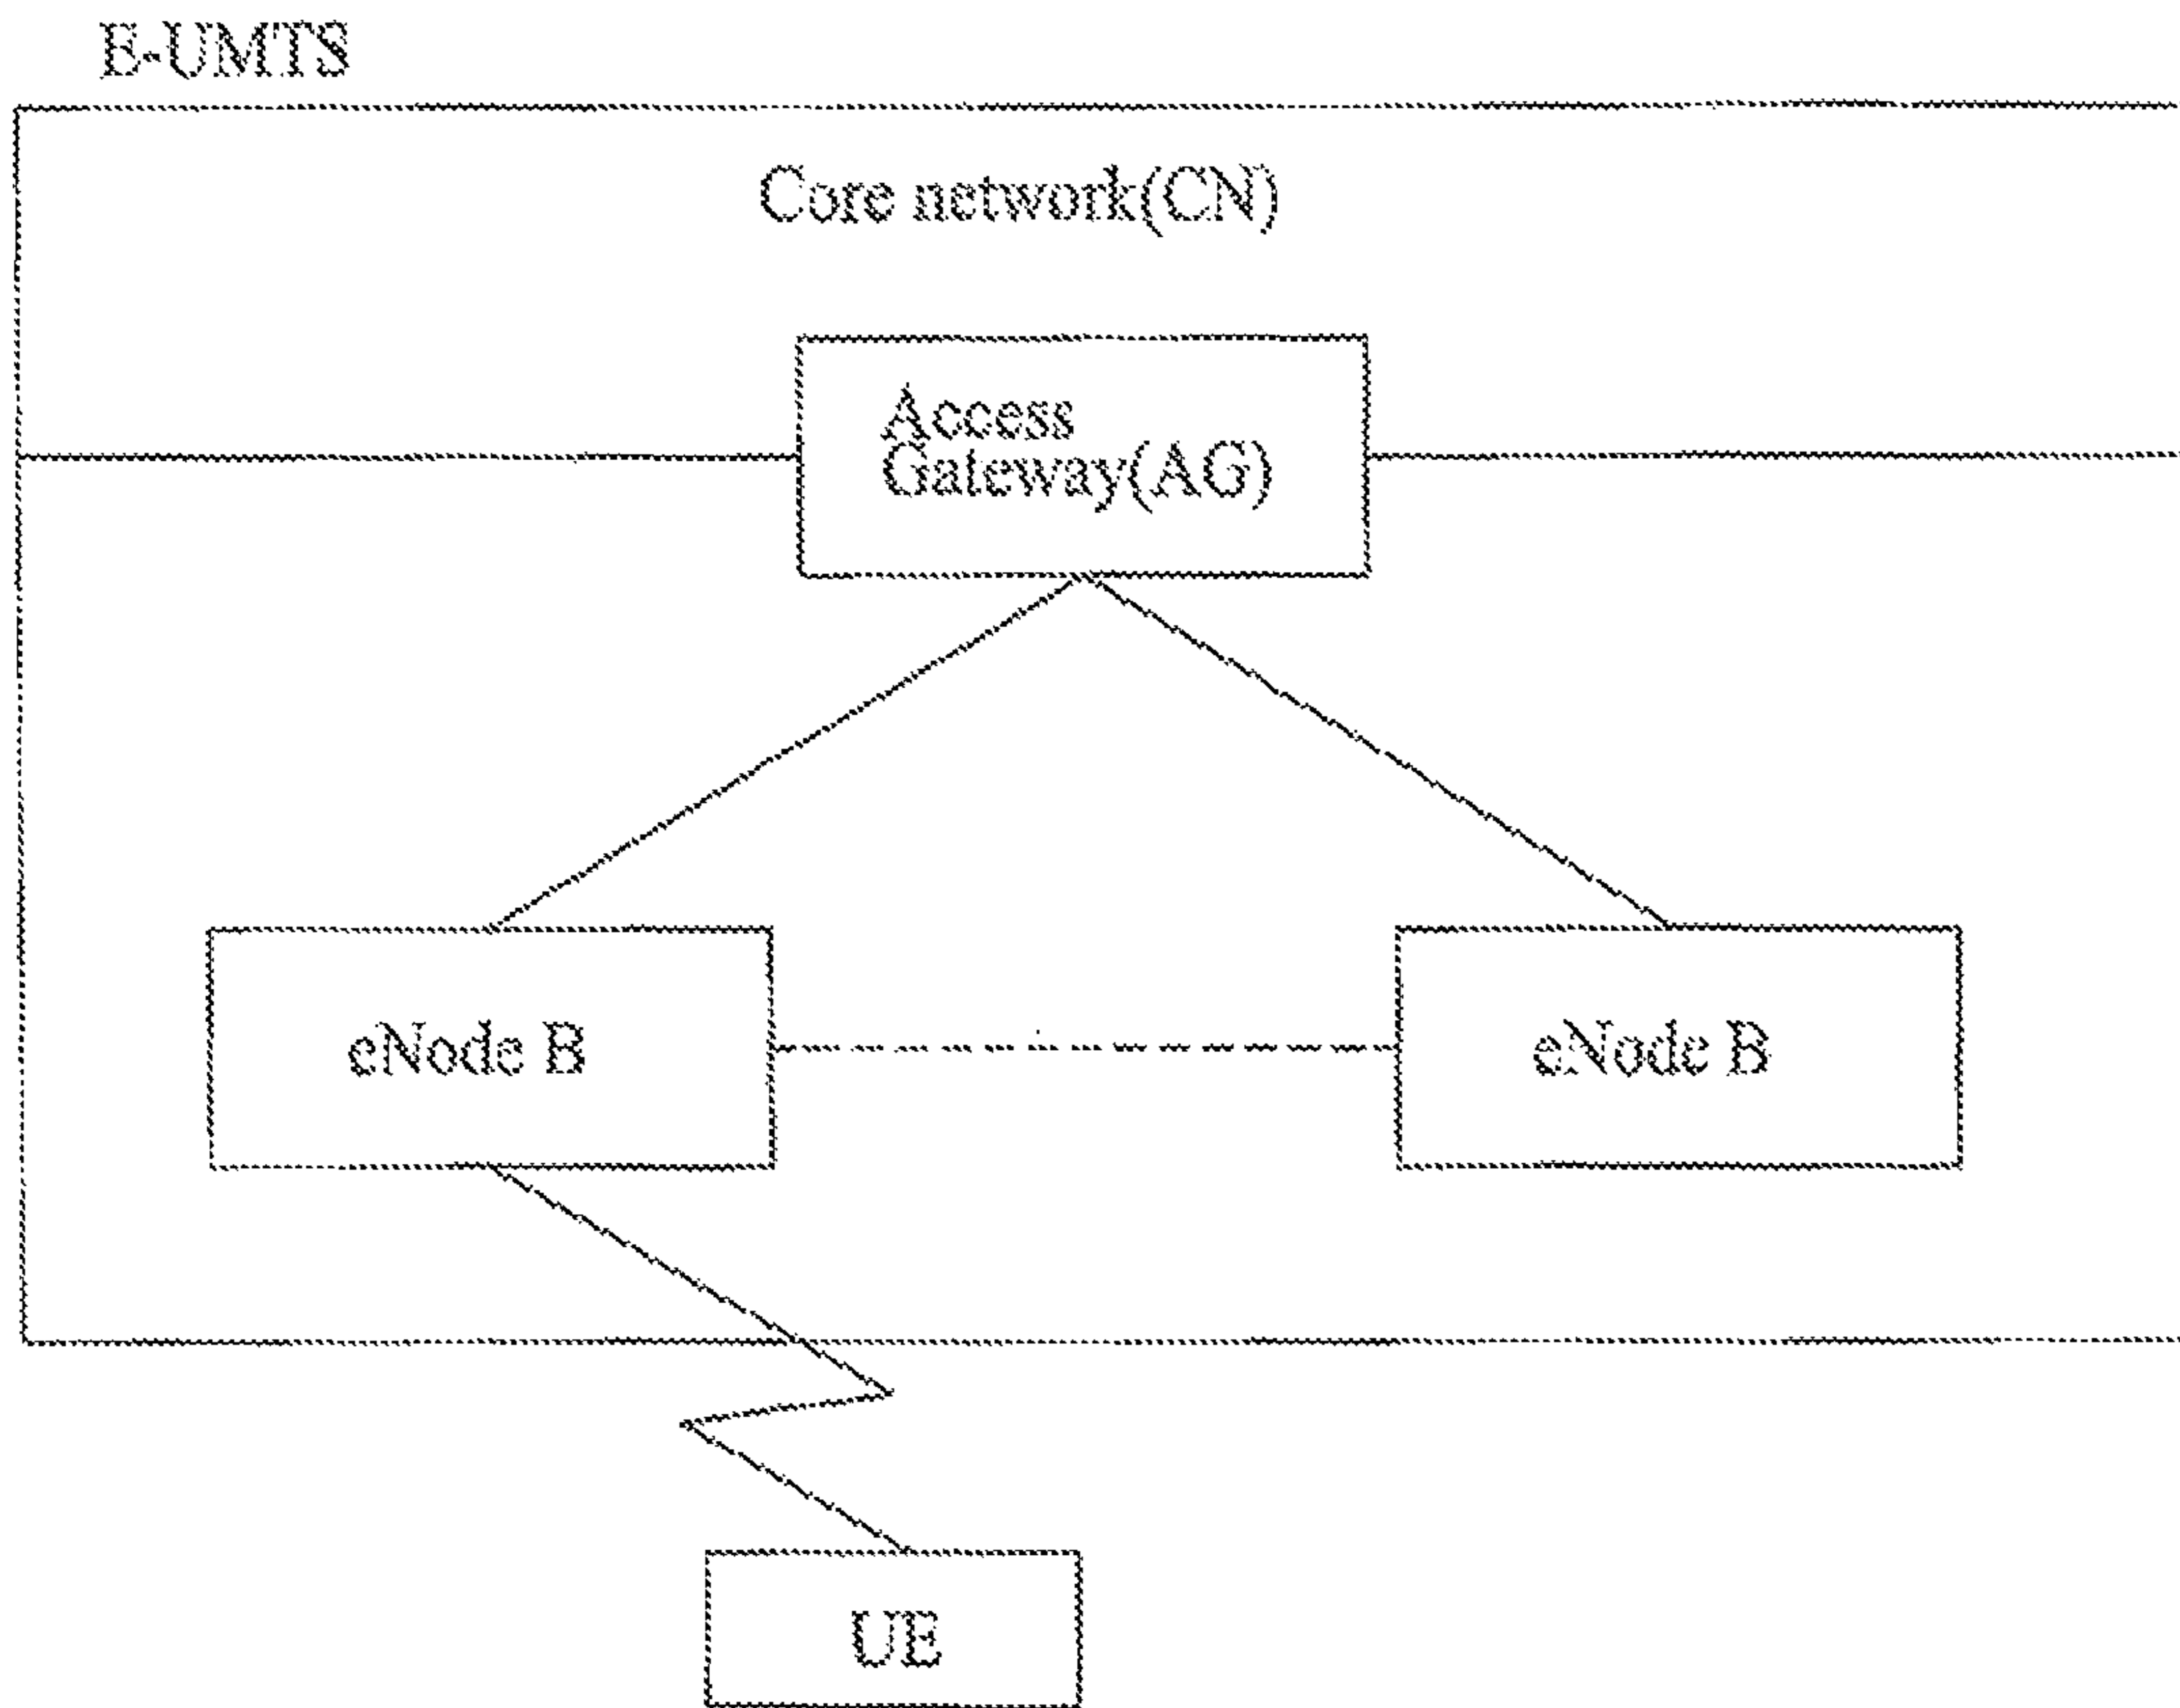 E-UMTS
Core network(CN)
Access
Gateway(AG)
eNode B
eNode B
UE